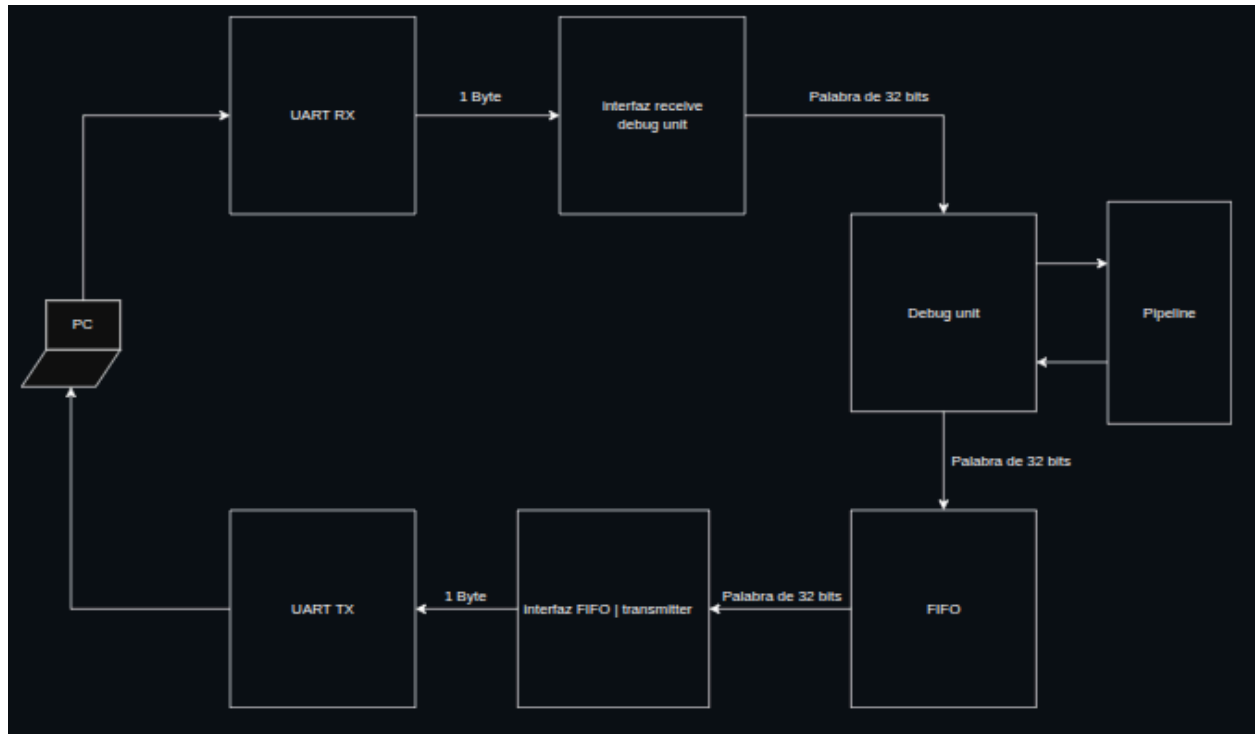 UART RX
1 Byte
Interfaz receive
debug unit
Palabra de 32 bits
PC
Debug unit
Pipeline
Palabra de 32 bits
UART TX
1 Byte
Interfaz FIFO | transmitter
Palabra de 32 bits
FIFO